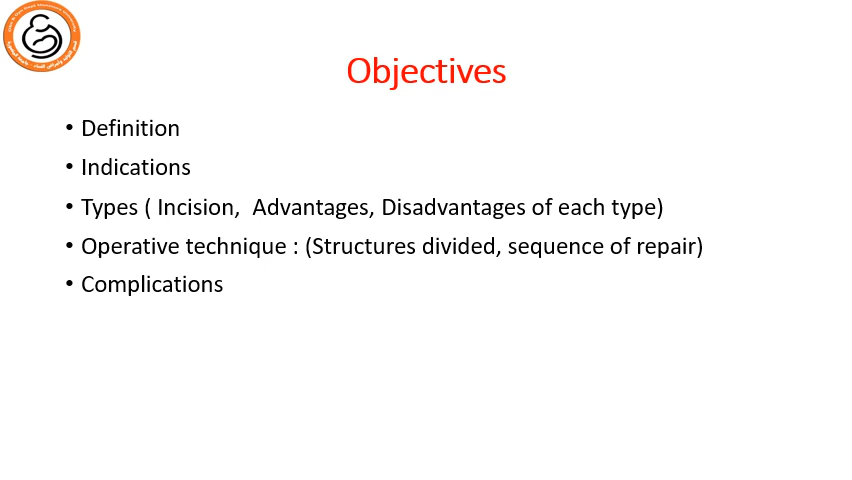 Objectives
• Definition
• Indications
• Types ( Incision,  Advantages, Disadvantages of each type)
• Operative technique : (Structures divided, sequence of repair)
• Complications